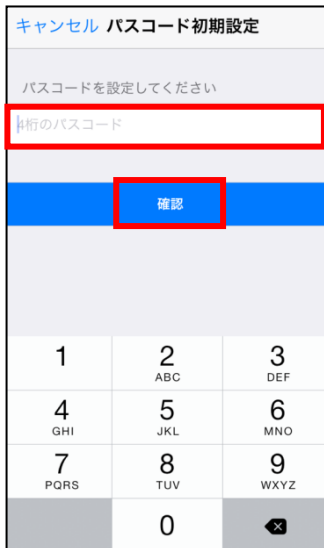 キャンセル パスコード初期設定
パスコードを設定してください
4桁のパスコード
確認
1 2 3
ABC DEF
4 5 6
GHI JKL MNO
7 8 9
PQRS TUV WXYZ
0